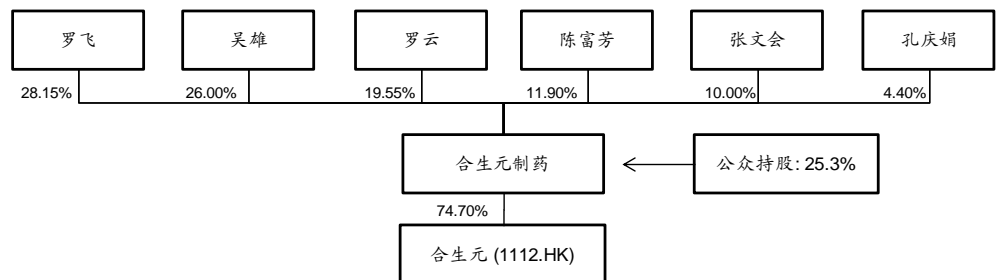 罗飞
吴雄
罗云
陈富芳
张文会
孔庆娟
28.15%
26.00%
19.55%
11.90%
10.00%
4.40%
合生元制药
公众持股: 25.3%
74.70%
合生元 (1112.HK)